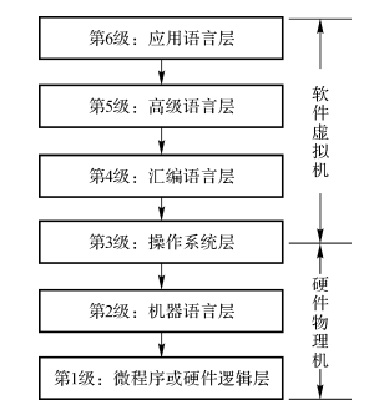 第6级：应用语言层
第5级：高级语言层
第4级：汇编语言层
第3级：操作系统层
第2级：机器语言层
第1级：微程序或硬件逻辑层
软件虚拟机
硬件物理机